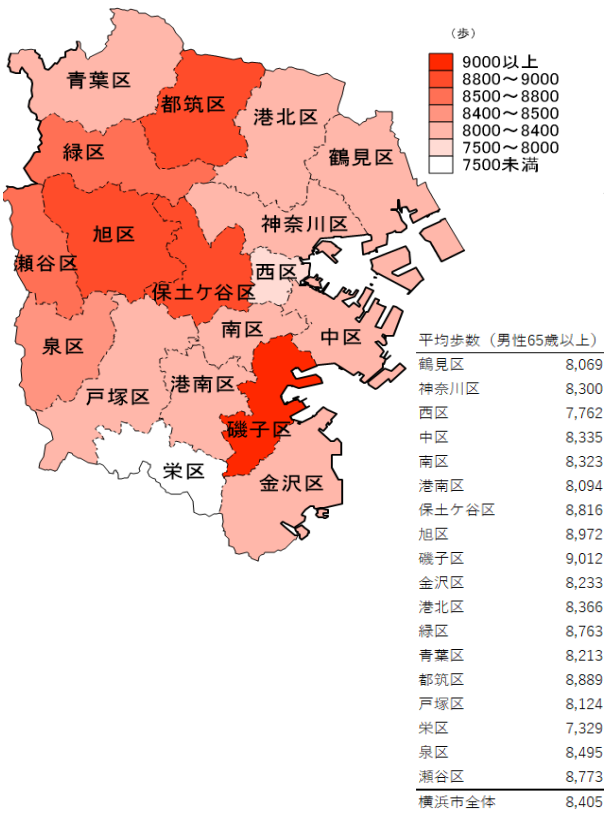 （歩）
9000以上
8800～9000
8500～8800
8400～8500
8000～8400
7500～8000
7500未満
青葉区
都筑区
港北区
緑区
鶴見区
神奈川区
旭区
瀬谷区
西区
保土ケ谷区
南区
中区
泉区
港南区
戸塚区
磯子区
栄区
金沢区
平均歩数（男性65歳以上）
鶴見区 8,069
神奈川区 8,300
西区 7,762
中区 8,335
南区 8,323
港南区 8,094
保土ケ谷区 8,816
旭区 8,972
磯子区 9,012
金沢区 8,233
港北区 8,366
緑区 8,763
青葉区 8,213
都筑区 8,889
戸塚区 8,124
栄区 7,329
泉区 8,495
瀬谷区 8,773
横浜市全体 8,405